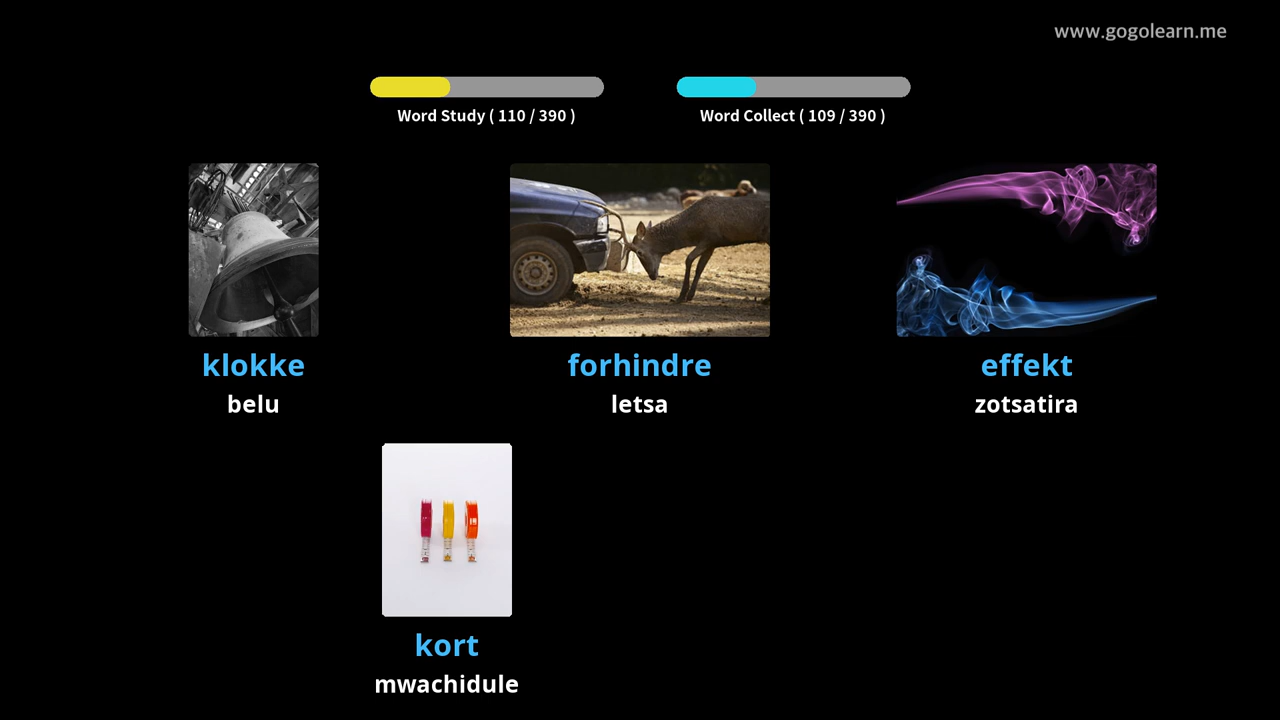 www.gogolearn.me
Word Study ( 110 / 390 )
Word Collect ( 109 / 390 )
klokke
belu
forhindre
letsa
effekt
zotsatira
kort
mwachidule